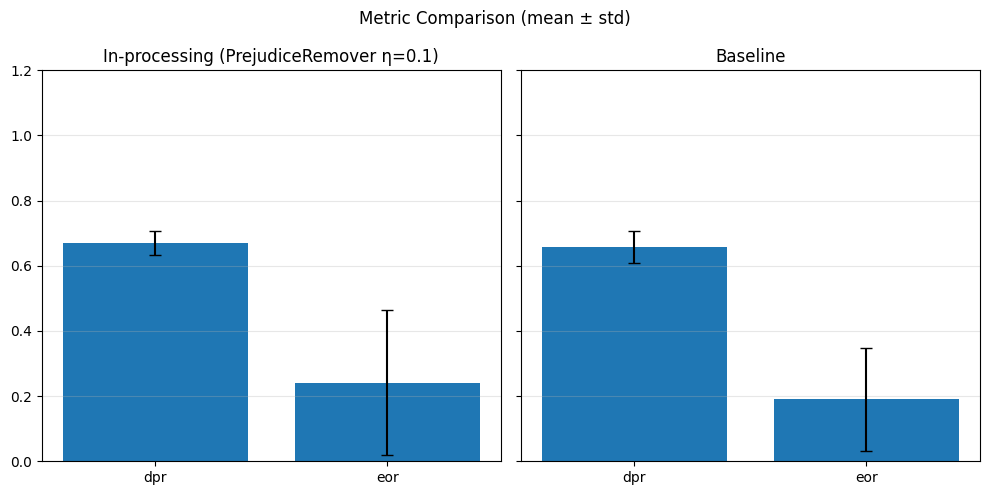 Metric Comparison (mean ± std)
In-processing (PrejudiceRemover η=0.1)
Baseline
1.2
1.0
0.8
0.6
0.4
0.2
0.0
dpr
eor
dpr
eor